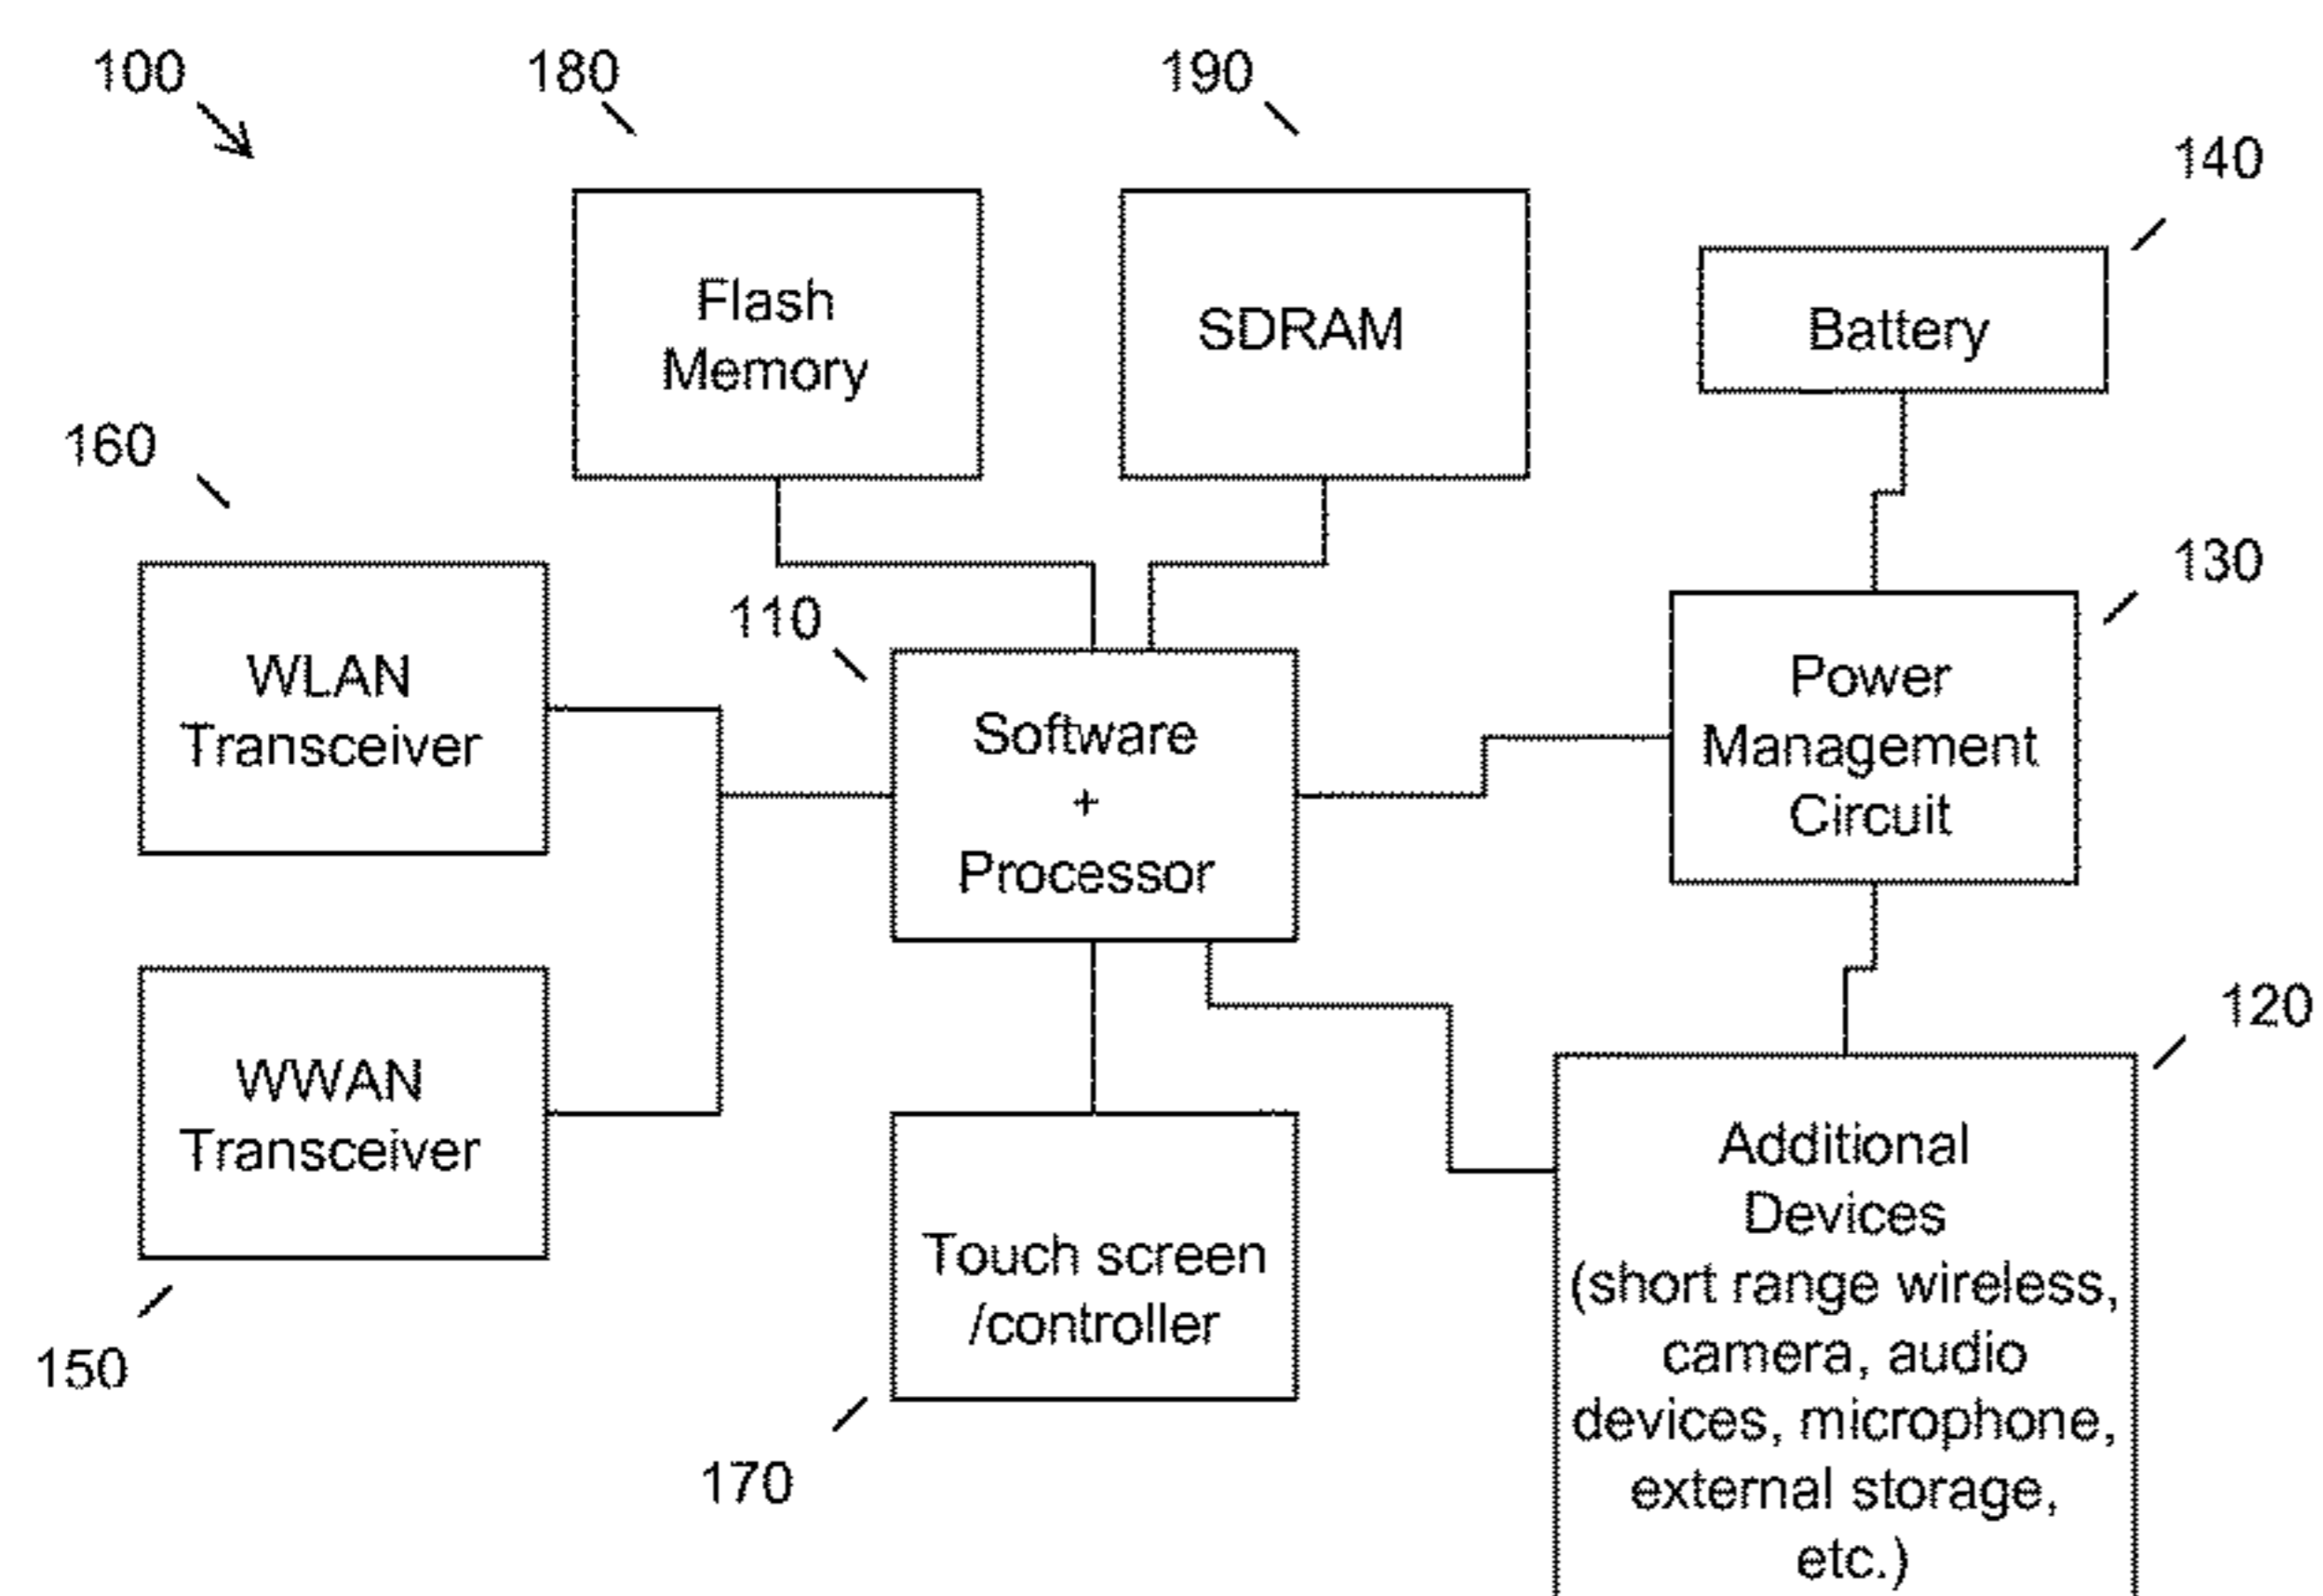 100
180
190
140
Flash
Memory
SDRAM
Battery
160
130
110
WLAN
Transceiver
Software
+
Processor
Power
Management
Circuit
120
WWAN
Transceiver
Touch screen
/controller
Additional
Devices
(short range wireless,
camera, audio
devices, microphone,
external storage,
etc.)
150
170